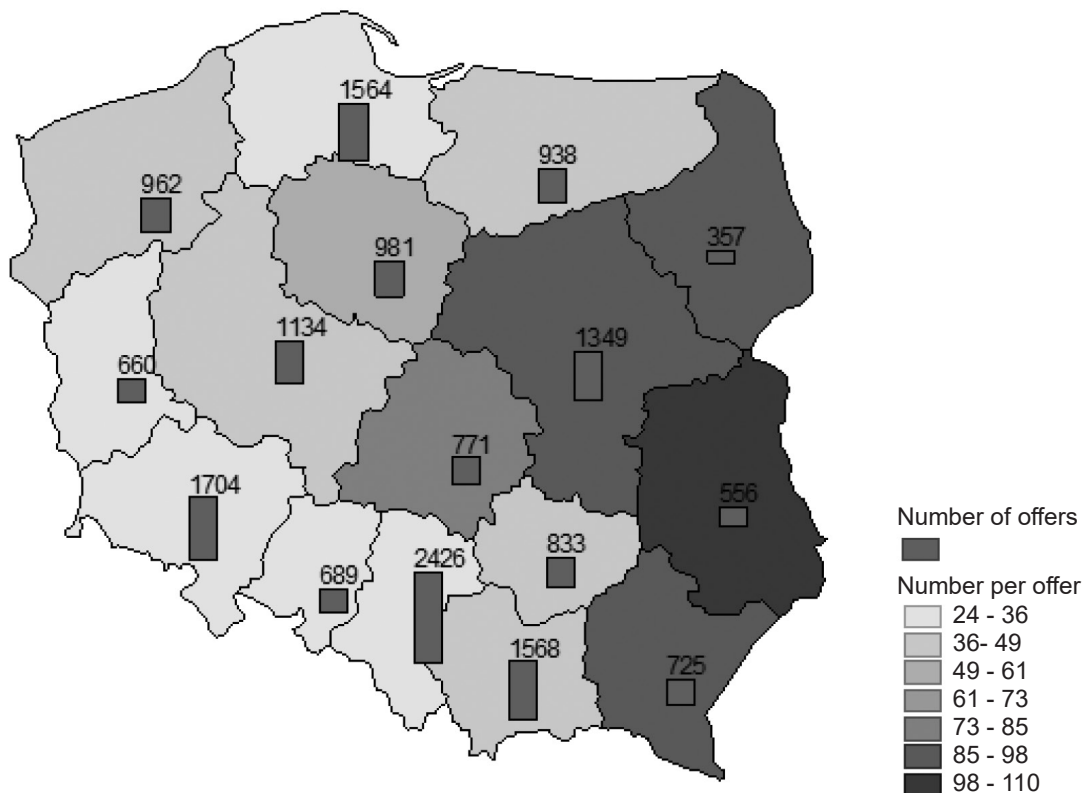 1564
938
962
357
981
1134
1349
660
771
1704
556
833
2426
689
1568
725
Number of offers
Number per offer
24 - 36
36- 49
49 - 61
61 - 73
73 - 85
85 - 98
98 - 110